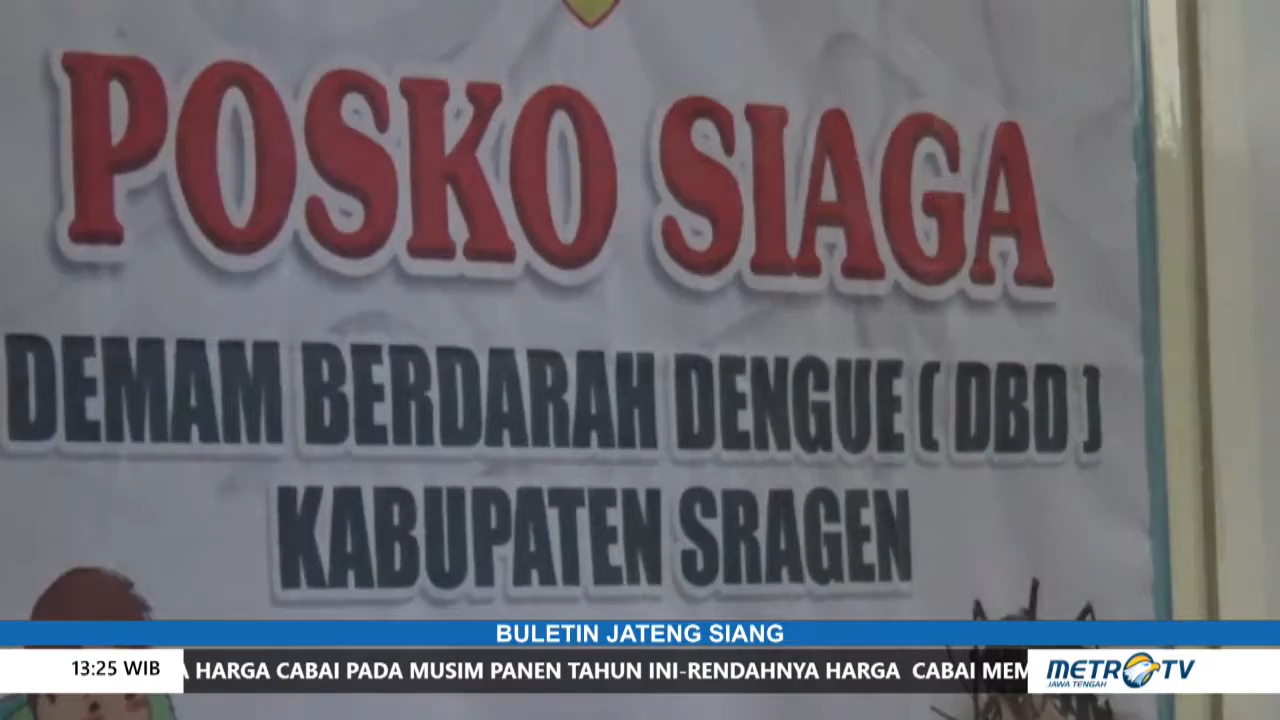 POSKO SIAGA
DEMAM BERDARAH DENGUE ( DBD )
KABUPATEN SRAGEN
BULETIN JATENG SIANG
13:25 WIB
A HARGA CABAI PADA MUSIM PANEN TAHUN INI-RENDAHNYA HARGA CABAI MEM
METRO TV
JAWA TENGAH